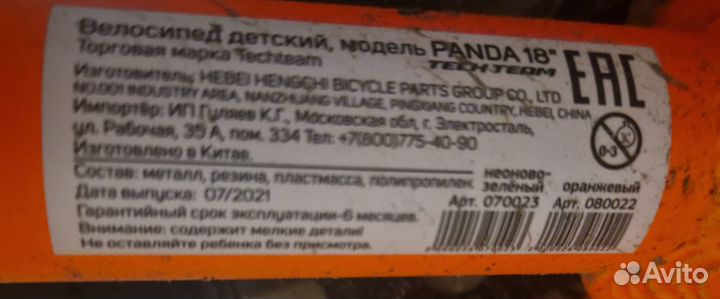 Велосипед детский, модель PANDA 18"
Торговая марка Techteam
TECH TEAM
EAC
Изготовитель: HEBEI HENGCHI BICYCLE PARTS GROUP CO., LTD
NO.001 INDUSTRY AREA, NANZHUANG VILLAGE, PINGXIANG COUNTRY, HEBEI, CHINA
Импортёр: ИП Гуляев К.Г., Московская обл, г. Электросталь,
ул. Рабочая, 35 А, пом. 334 Тел: +7(800)775-40-90
Изготовлено в Китае.
0-3
Состав: металл, резина, пластмасса, полипропилен.
Дата выпуска: 07/2021
Гарантийный срок эксплуатации-6 месяцев.
Внимание: содержит мелкие детали!
Не оставляйте ребенка без присмотра.
неоново-
зелёный
Арт. 070023
оранжевый
Арт. 080022
Avito